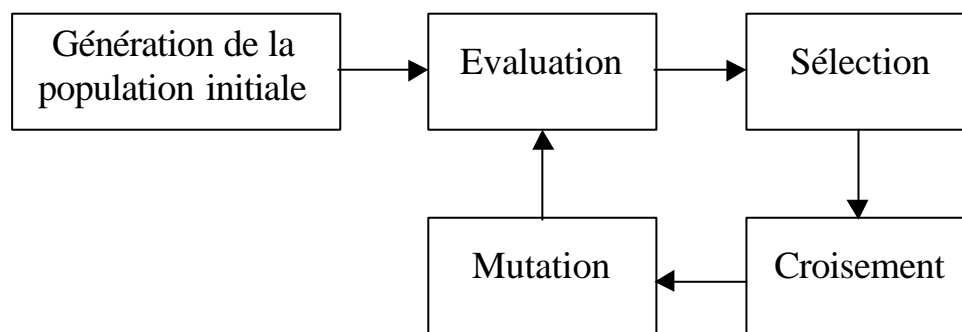 Génération de la
population initiale
Evaluation
Sélection
Mutation
Croisement